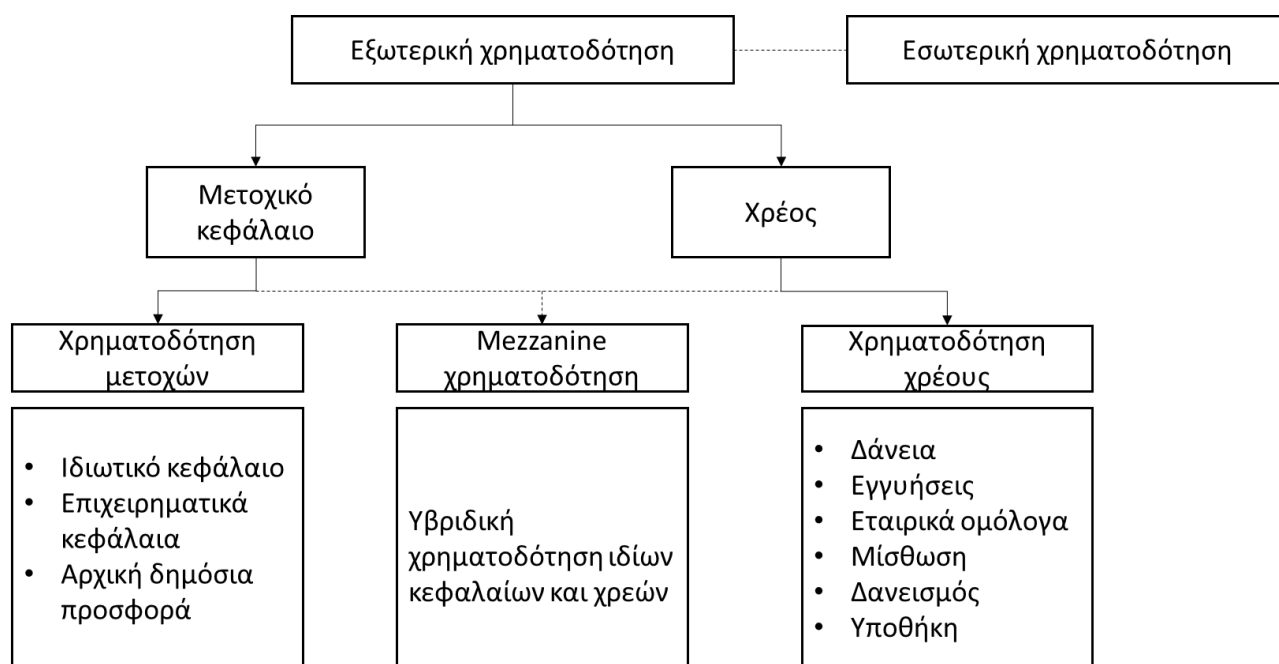 Εξωτερική χρηματοδότηση
Εσωτερική χρηματοδότηση
Μετοχικό
κεφάλαιο
Χρέος
Χρηματοδότηση
μετοχών
Mezzanine
χρηματοδότηση
Χρηματοδότηση
χρέους
• Ιδιωτικό κεφάλαιο
• Επιχειρηματικά
κεφάλαια
• Αρχική δημόσια
προσφορά
Υβριδική
χρηματοδότηση ιδίων
κεφαλαίων και χρεών
• Δάνεια
• Εγγυήσεις
• Εταιρικά ομόλογα
• Μίσθωση
• Δανεισμός
• Υποθήκη